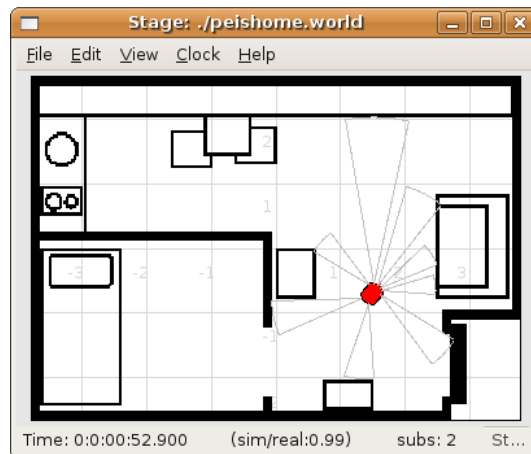 Stage: ./peishome.world
File Edit View Clock Help
2
1
-3 -2 -1 1 2 3
-1
Time: 0:0:00:52.900 (sim/real:0.99) subs: 2 St...